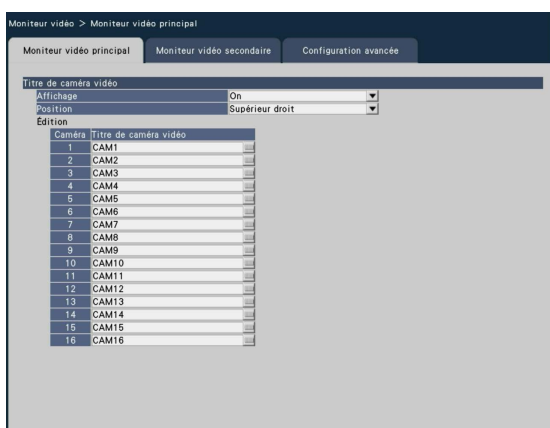 Moniteur vidéo > Moniteur vidéo principal
Moniteur vidéo principal Moniteur vidéo secondaire Configuration avancée
Titre de caméra vidéo
Affichage On
Position Supérieur droit
Édition
Caméra Titre de caméra vidéo
1 CAM1
2 CAM2
3 CAM3
4 CAM4
5 CAM5
6 CAM6
7 CAM7
8 CAM8
9 CAM9
10 CAM10
11 CAM11
12 CAM12
13 CAM13
14 CAM14
15 CAM15
16 CAM16